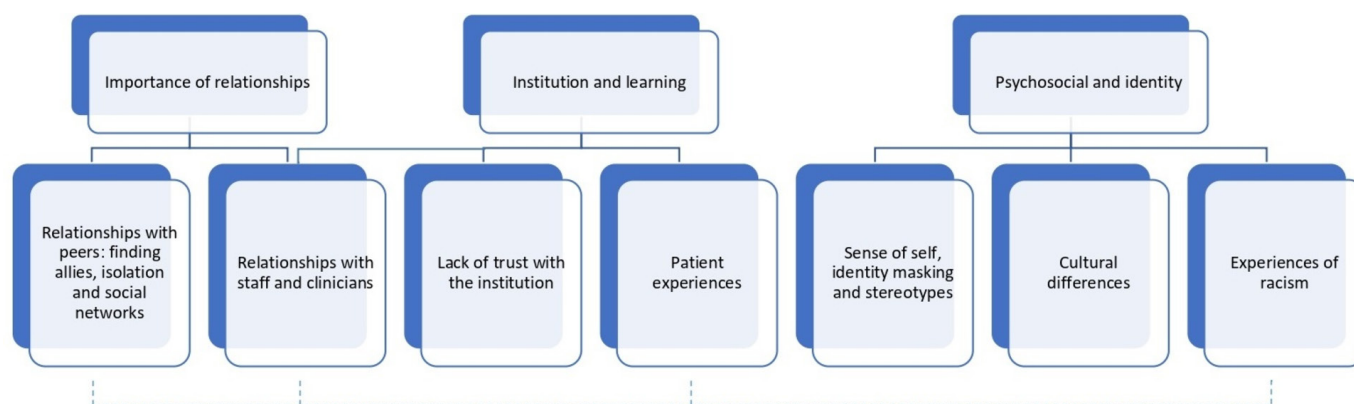 Importance of relationships
Institution and learning
Psychosocial and identity
Relationships with
peers: finding
allies, isolation
and social
networks
Relationships with
staff and clinicians
Lack of trust with
the institution
Patient
experiences
Sense of self,
identity masking
and stereotypes
Cultural
differences
Experiences of
racism